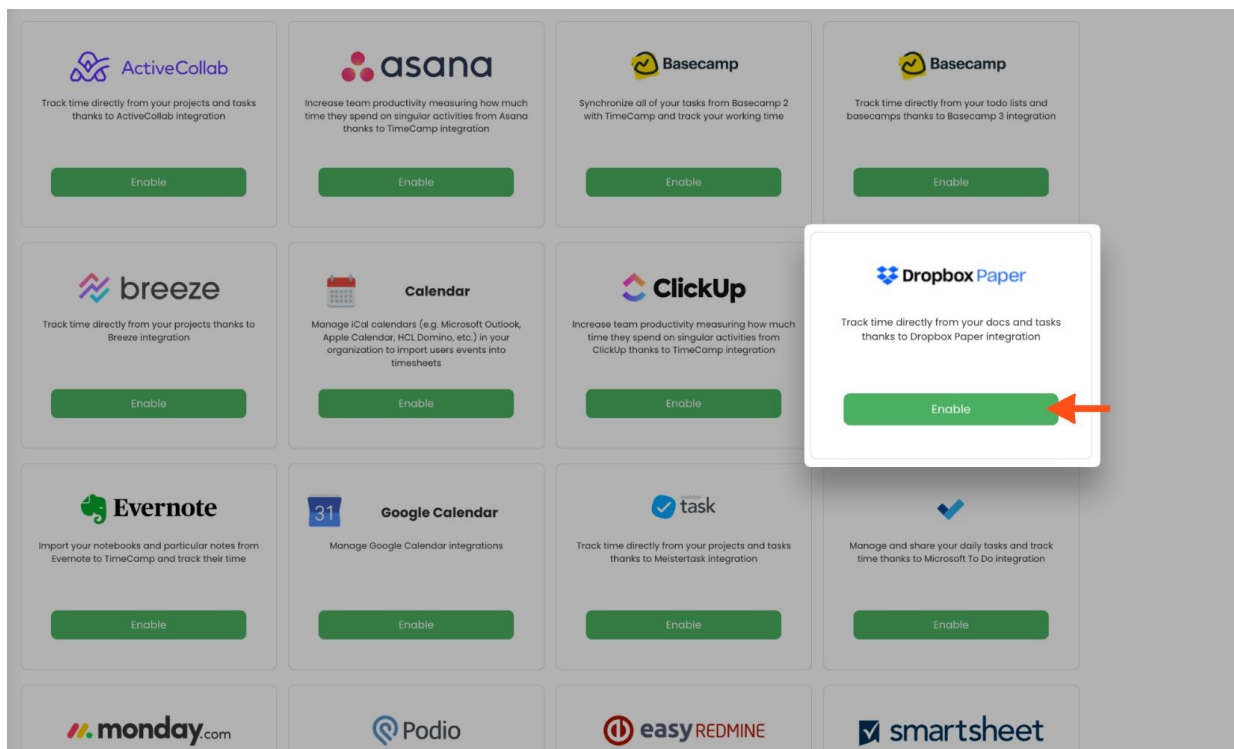 ActiveCollab
Track time directly from your projects and tasks
thanks to ActiveCollab integration
Enable
asana
Increase team productivity measuring how much
time they spend on singular activities from Asana
thanks to TimeCamp integration
Enable
Basecamp
Synchronize all of your tasks from Basecamp 2
with TimeCamp and track your working time
Enable
Basecamp
Track time directly from your todo lists and
basecamps thanks to Basecamp 3 integration
Enable
breeze
Track time directly from your projects thanks to
Breeze integration
Enable
Calendar
Manage iCal calendars (e.g. Microsoft Outlook,
Apple Calendar, HCL Domino, etc.) in your
organization to import users events into
timesheets
Enable
ClickUp
Increase team productivity measuring how much
time they spend on singular activities from
ClickUp thanks to TimeCamp integration
Enable
Dropbox Paper
Track time directly from your docs and tasks
thanks to Dropbox Paper integration
Enable
Evernote
Import your notebooks and particular notes from
Evernote to TimeCamp and track their time
Enable
31
Google Calendar
Manage Google Calendar integrations
Enable
task
Track time directly from your projects and tasks
thanks to Meistertask integration
Enable
Manage and share your daily tasks and track
time thanks to Microsoft To Do integration
Enable
monday.com
Podio
easy REDMINE
smartsheet